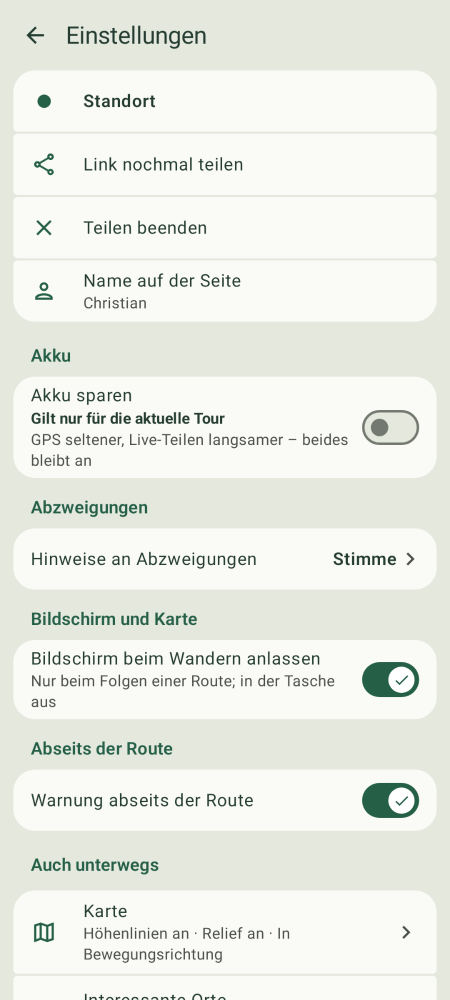 Einstellungen
Standort
Link nochmal teilen
Teilen beenden
Name auf der Seite
Christian
Akku
Akku sparen
Gilt nur für die aktuelle Tour
GPS seltener, Live-Teilen langsamer – beides
bleibt an
Abzweigungen
Hinweise an Abzweigungen
Stimme
Bildschirm und Karte
Bildschirm beim Wandern anlassen
Nur beim Folgen einer Route; in der Tasche
aus
Abseits der Route
Warnung abseits der Route
Auch unterwegs
Karte
Höhenlinien an · Relief an · In
Bewegungsrichtung
Interessante Orte